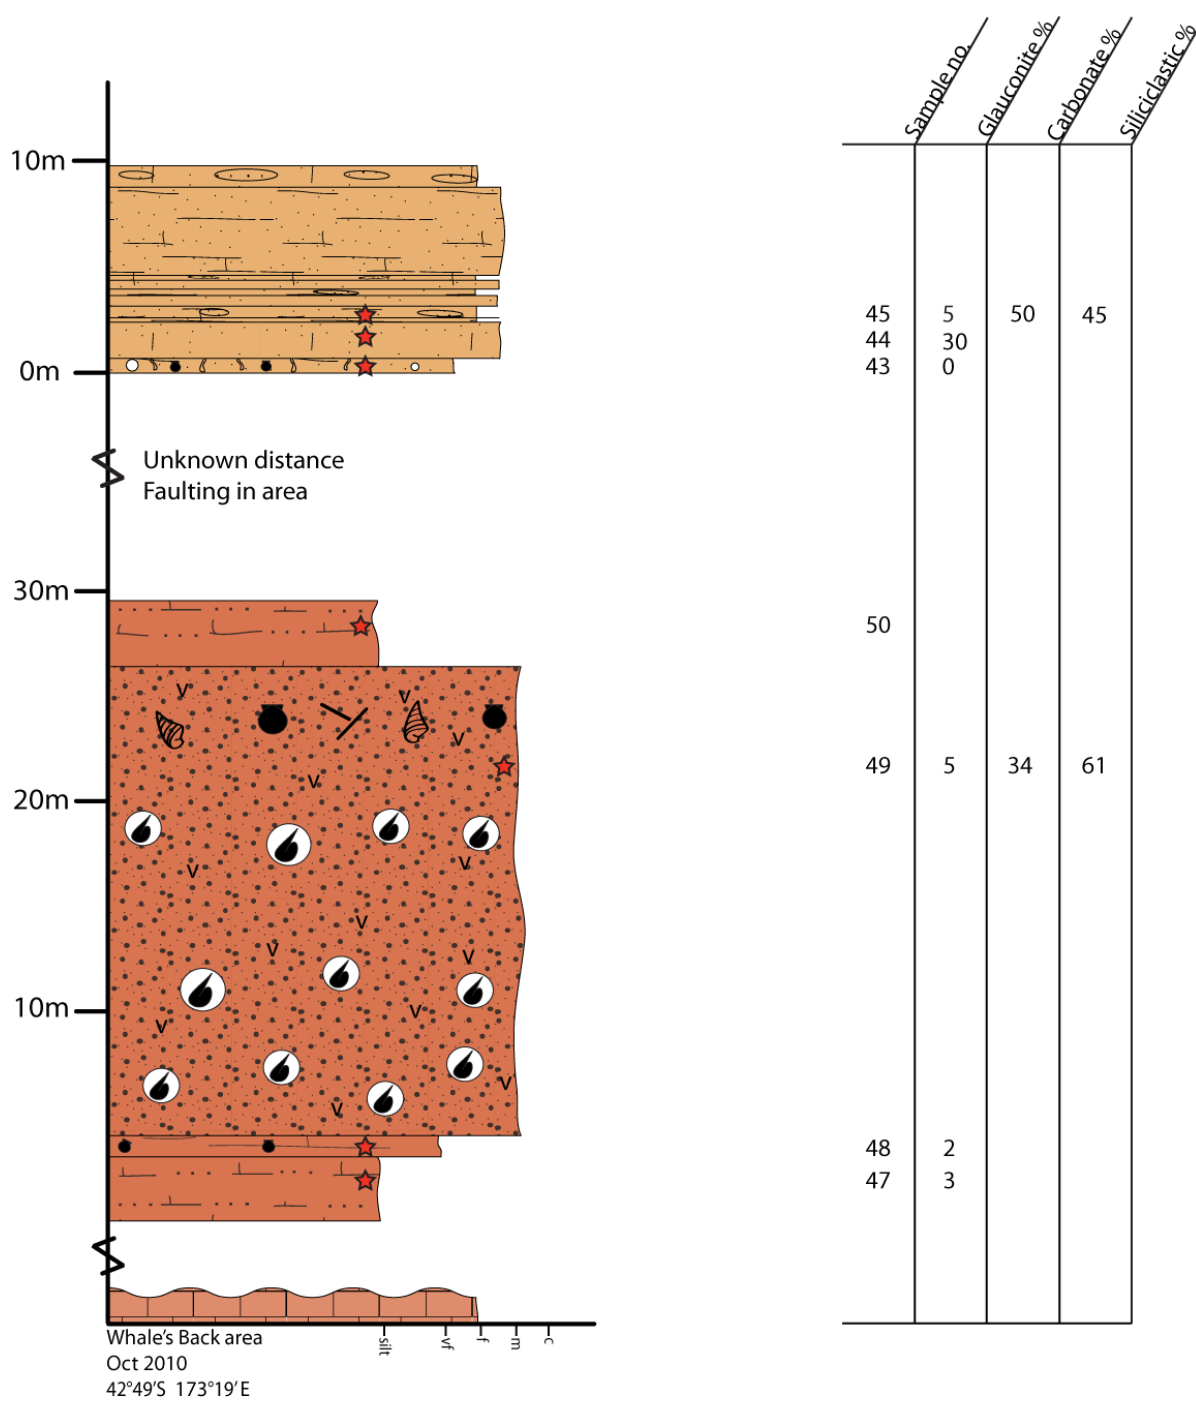 Sample no.
Glauconite %
Carbonate %
Siliciclastic %
10m
45 5 50 45
44 30
43 0
0m
Unknown distance
Faulting in area
30m
50
V V
V
49 5 34 61
V
20m
V
V
V
V
V
10m
V
V
V
V
48 2
47 3
silt vf f m c
Whale's Back area
Oct 2010
42°49'S 173°19'E